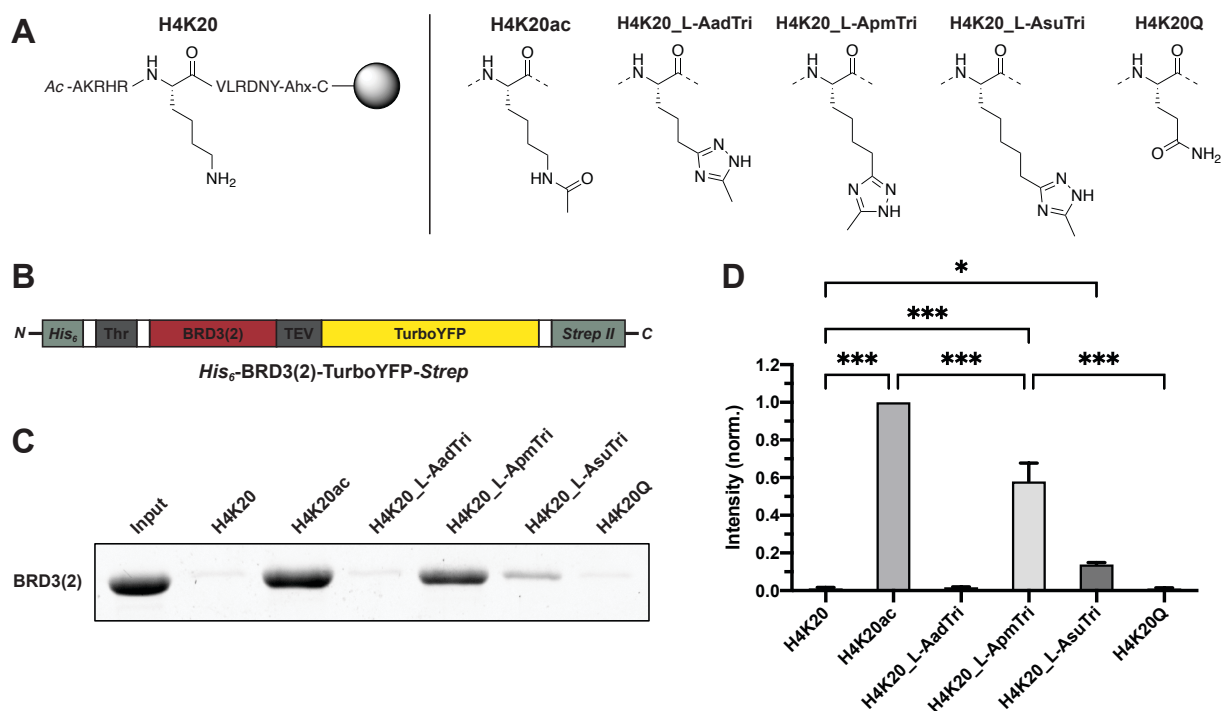 A
H4K20
Ac -AKRHR
H
N
O
VLRDNY-Ahx-C
NH2
H4K20ac
H
N
O
HN
O
H4K20_L-AadTri
H
N
O
N
NH
N
H4K20_L-ApmTri
H
N
O
N
N
NH
H4K20_L-AsuTri
H
N
O
N
NH
N
H4K20Q
H
N
O
O
NH2
B
N
His6
Thr
BRD3(2)
TEV
TurboYFP
Strep II
C
His6-BRD3(2)-TurboYFP-Strep
C
Input
H4K20
H4K20ac
H4K20_L-AadTri
H4K20_L-ApmTri
H4K20_L-AsuTri
H4K20Q
BRD3(2)
D
*
***
***
***
***
Intensity (norm.)
1.2
1.0
0.8
0.6
0.4
0.2
0.0
H4K20
H4K20ac
H4K20_L-AadTri
H4K20_L-ApmTri
H4K20_L-AsuTri
H4K20Q